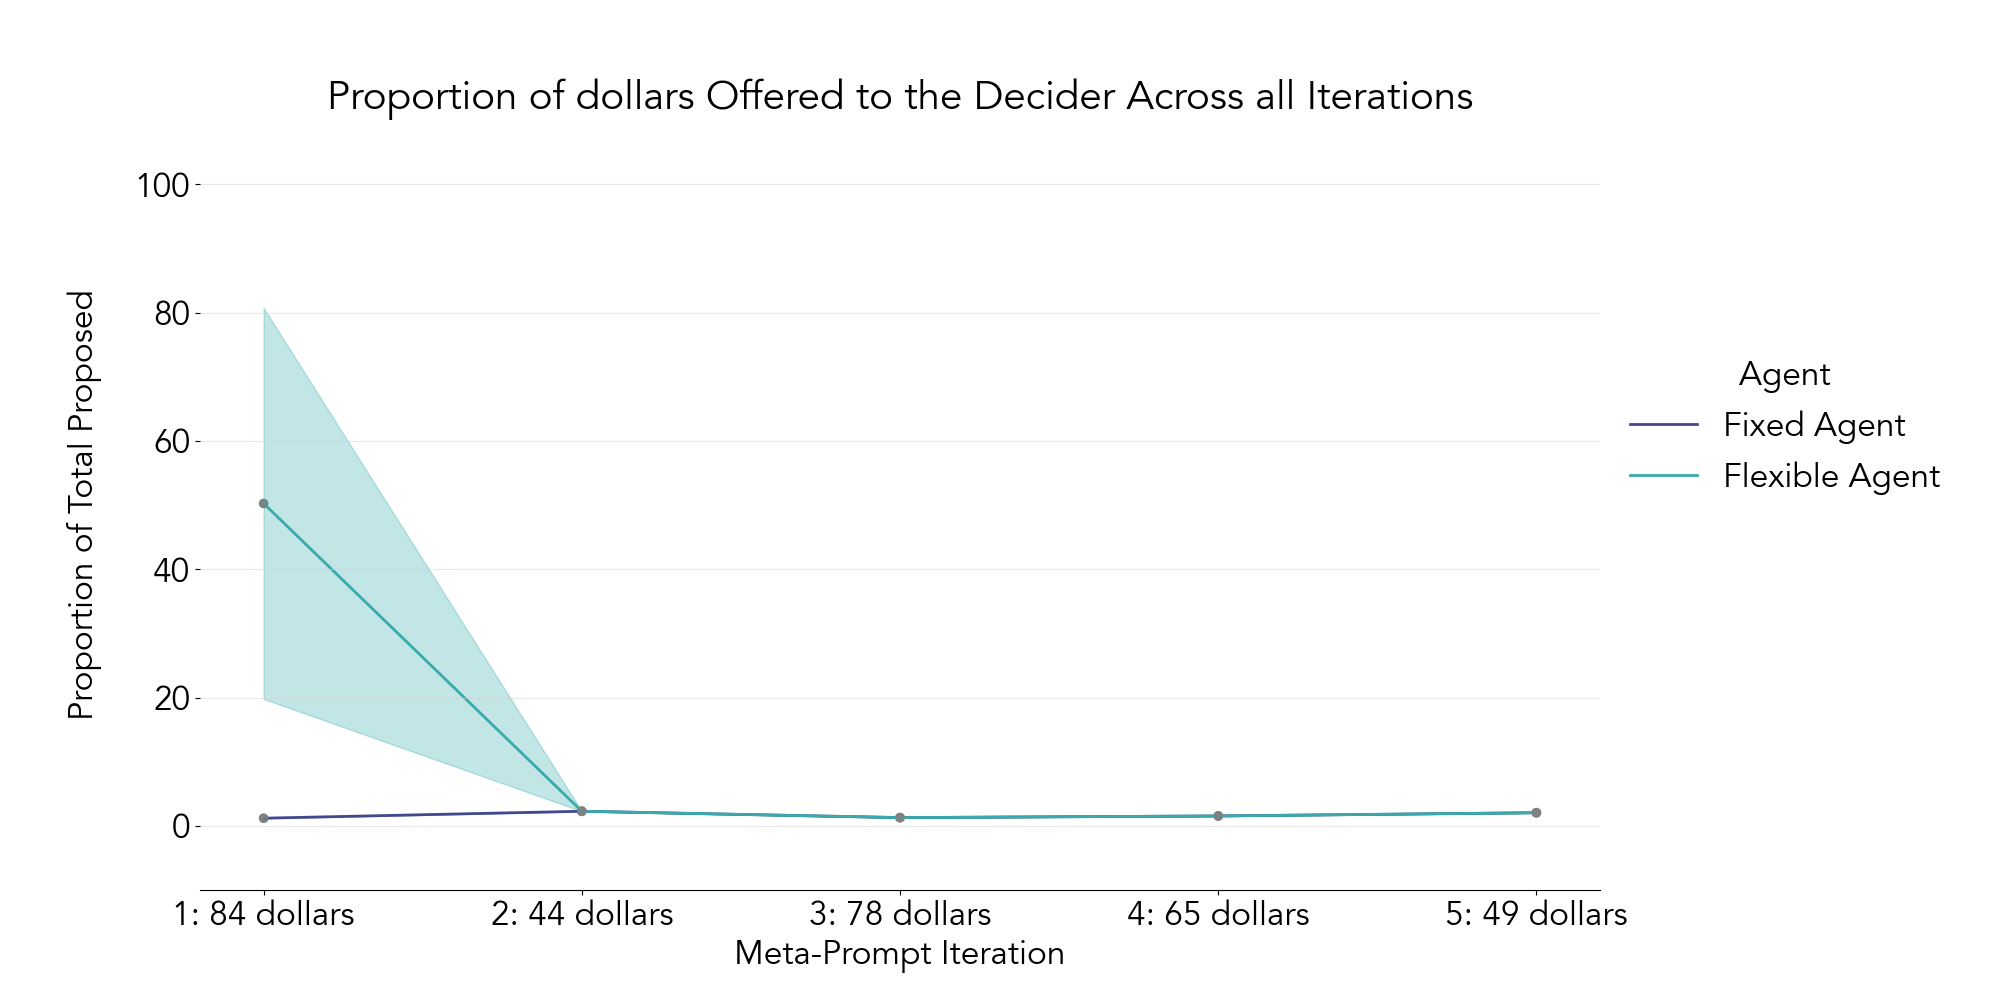 Proportion of dollars Offered to the Decider Across all Iterations
100
80
60
40
20
0
Proportion of Total Proposed
1: 84 dollars
2: 44 dollars
3: 78 dollars
4: 65 dollars
5: 49 dollars
Meta-Prompt Iteration
Agent
Fixed Agent
Flexible Agent